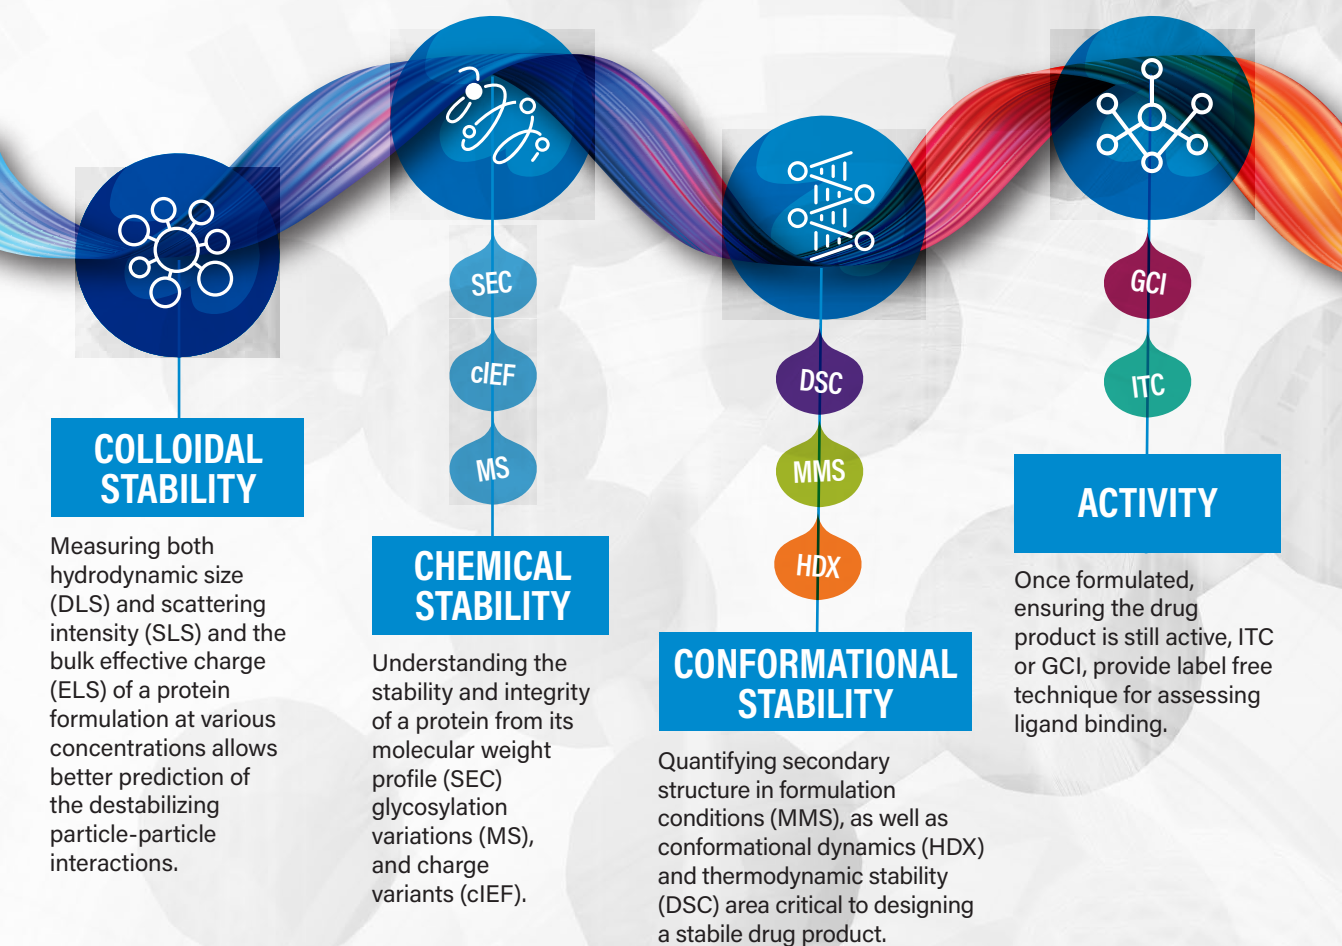 COLLOIDAL
STABILITY
Measuring both
hydrodynamic size
(DLS) and scattering
intensity (SLS) and the
bulk effective charge
(ELS) of a protein
formulation at various
concentrations allows
better prediction of
the destabilizing
particle-particle
interactions.
SEC
cIEF
MS
CHEMICAL
STABILITY
Understanding the
stability and integrity
of a protein from its
molecular weight
profile (SEC)
glycosylation
variations (MS),
and charge
variants (cIEF).
DSC
MMS
HDX
CONFORMATIONAL
STABILITY
Quantifying secondary
structure in formulation
conditions (MMS), as well as
conformational dynamics (HDX)
and thermodynamic stability
(DSC) area critical to designing
a stabile drug product.
GCI
ITC
ACTIVITY
Once formulated,
ensuring the drug
product is still active, ITC
or GCI, provide label free
technique for assessing
ligand binding.